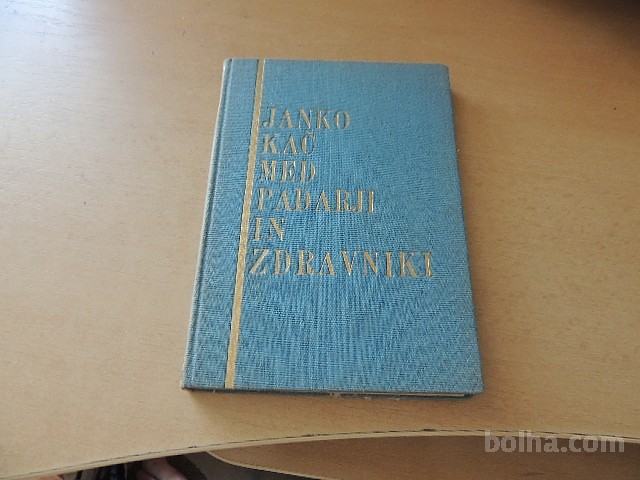 JANKO
KAČ
MED
PADARJI
IN
ZDRAVNIKI
bolha.com